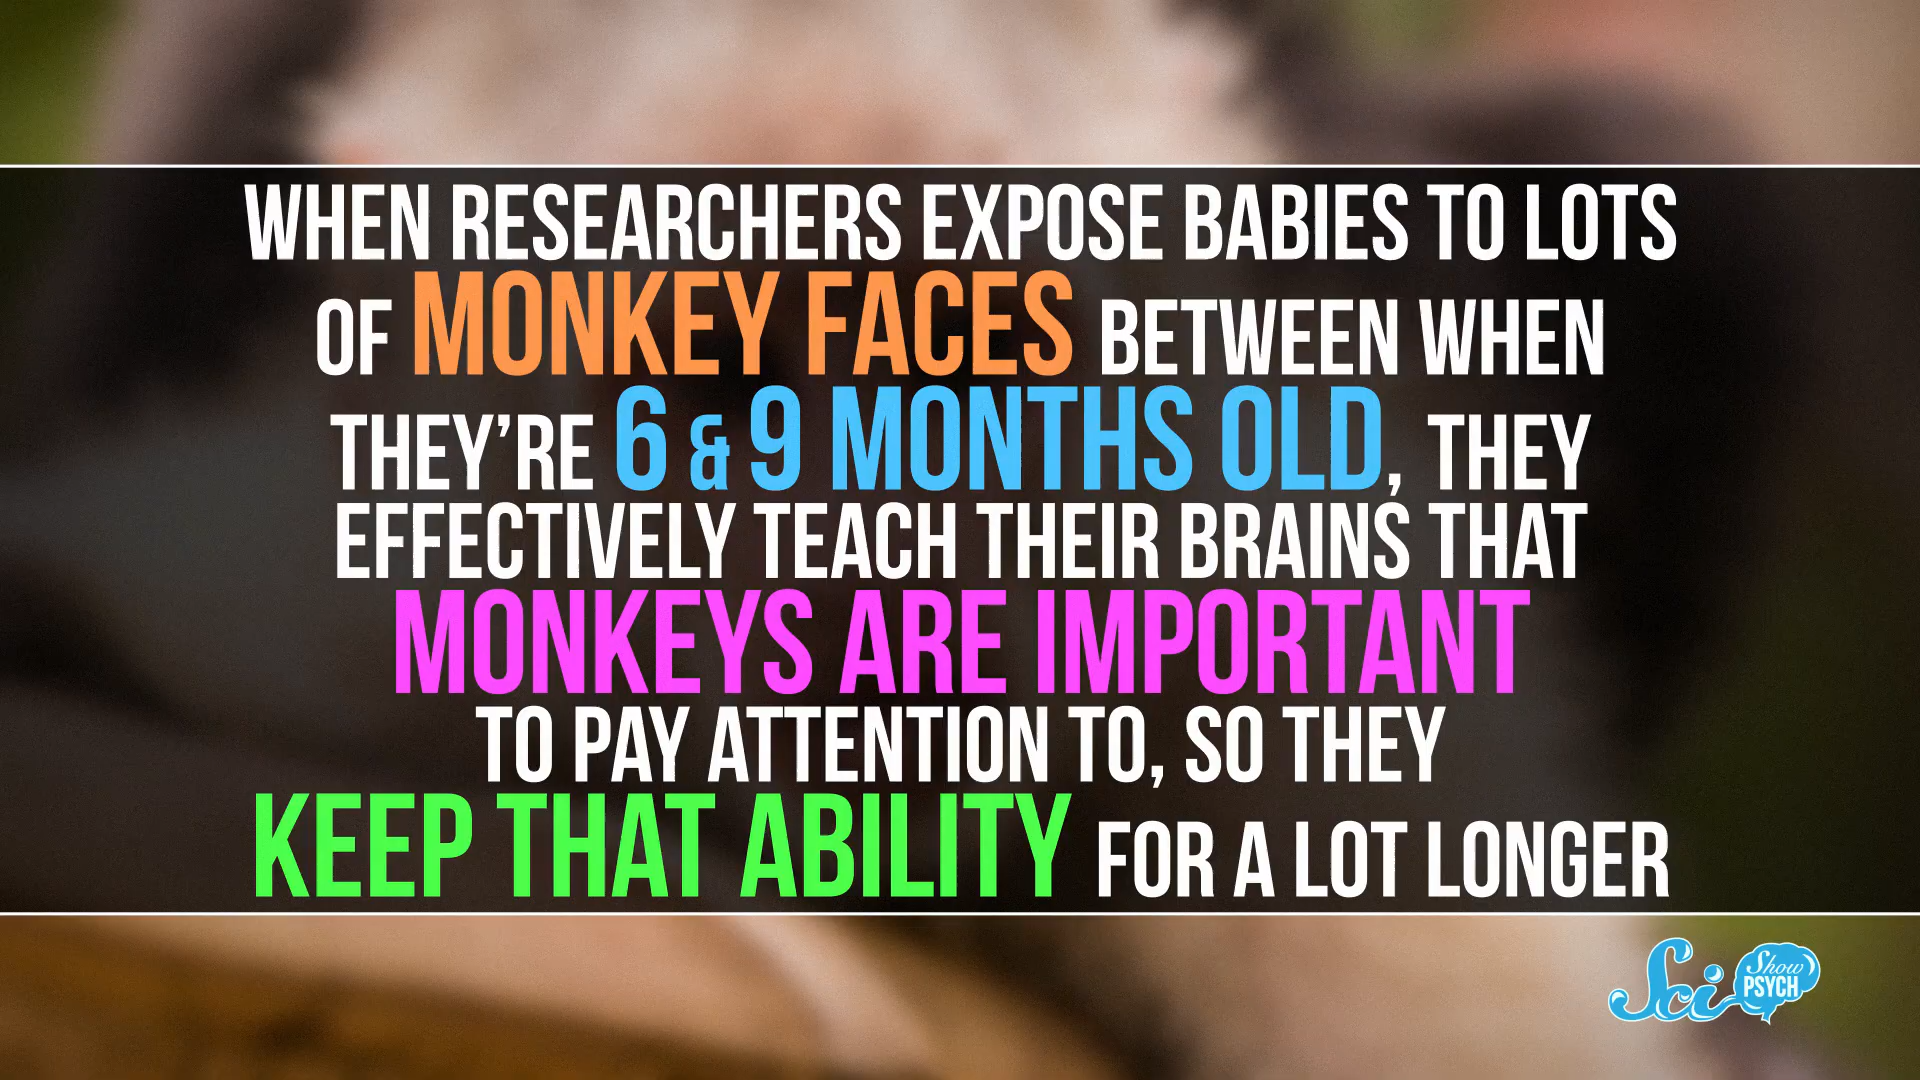 WHEN RESEARCHERS EXPOSE BABIES TO LOTS
OF MONKEY FACES BETWEEN WHEN
THEY'RE 6 & 9 MONTHS OLD, THEY
EFFECTIVELY TEACH THEIR BRAINS THAT
MONKEYS ARE IMPORTANT
TO PAY ATTENTION TO, SO THEY
KEEP THAT ABILITY FOR A LOT LONGER
Sci Show
PSYCH